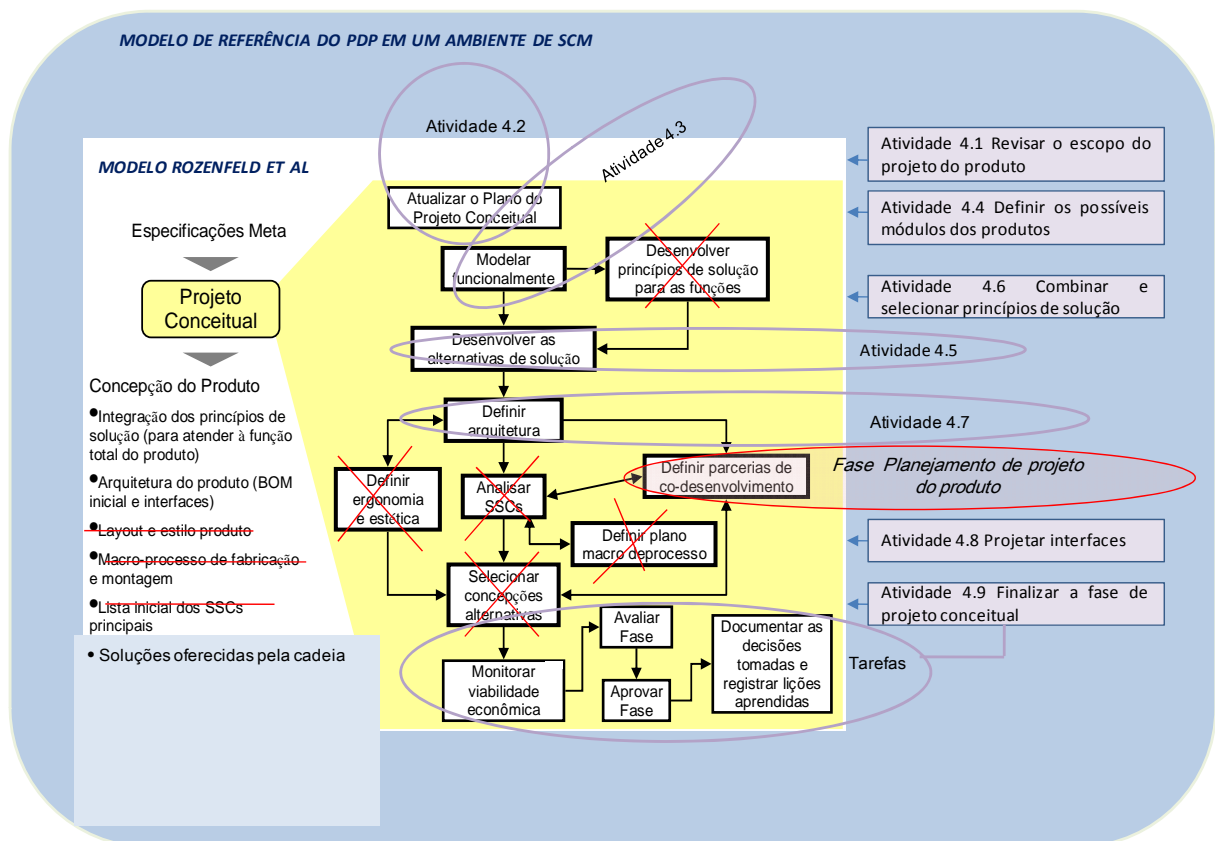 MODELO DE REFERÊNCIA DO PDP EM UM AMBIENTE DE SCM
Atividade 4.2
Atividade 4.3
MODELO ROZENFELD ET AL
Especificações Meta
Projeto
Conceitual
Concepção do Produto
•Integração dos princípios de
solução (para atender à função
total do produto)
•Arquitetura do produto (BOM
inicial e interfaces)
•Layout e estilo produto
•Macro-processo de fabricação
e montagem
•Lista inicial dos SSCs
principais
• Soluções oferecidas pela cadeia
Atualizar o Plano do
Projeto Conceitual
Modelar
funcionalmente
Desenvolver
princípios de solução
para as funções
Desenvolver as
alternativas de solução
Atividade 4.5
Definir
arquitetura
Atividade 4.7
Definir
ergonomia
e estética
Analisar
SSCs
Definir parcerias de
co-desenvolvimento
Fase Planejamento de projeto
do produto
Definir plano
macro deprocesso
Selecionar
concepções
alternativas
Monitorar
viabilidade
econômica
Avaliar
Fase
Aprovar
Fase
Documentar as
decisões
tomadas e
registrar lições
aprendidas
Tarefas
Atividade 4.1 Revisar o escopo do
projeto do produto
Atividade 4.4 Definir os possíveis
módulos dos produtos
Atividade 4.6 Combinar e
selecionar princípios de solução
Atividade 4.8 Projetar interfaces
Atividade 4.9 Finalizar a fase de
projeto conceitual